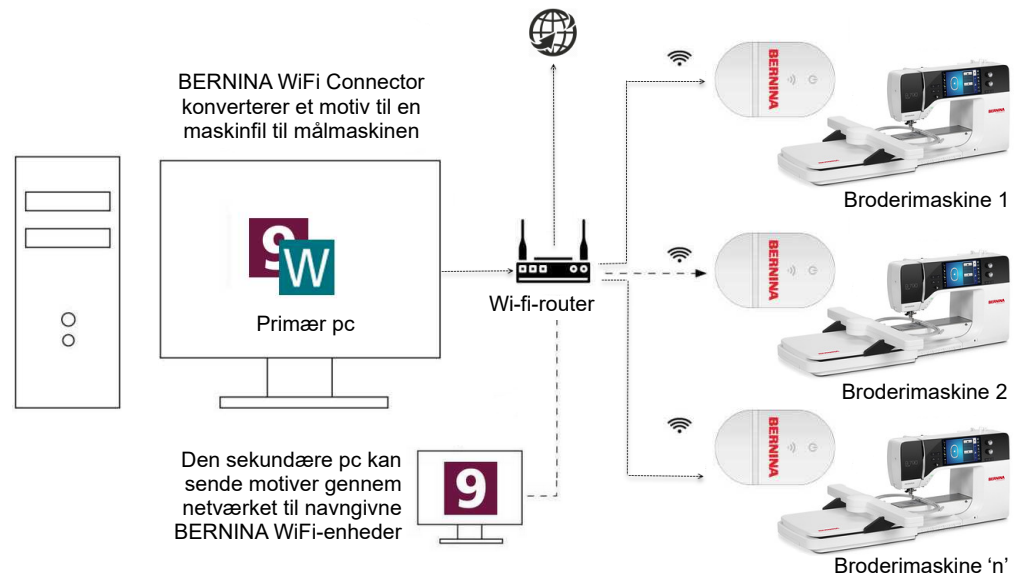 BERNINA WiFi Connector
konverterer et motiv til en
maskinfil til målmaskinen
9
W
Primær pc
Wi-fi-router
BERNINA
Broderimaskine 1
BERNINA
Broderimaskine 2
Den sekundære pc kan
sende motiver gennem
netværket til navngivne
BERNINA WiFi-enheder
9
BERNINA
Broderimaskine ‘n’